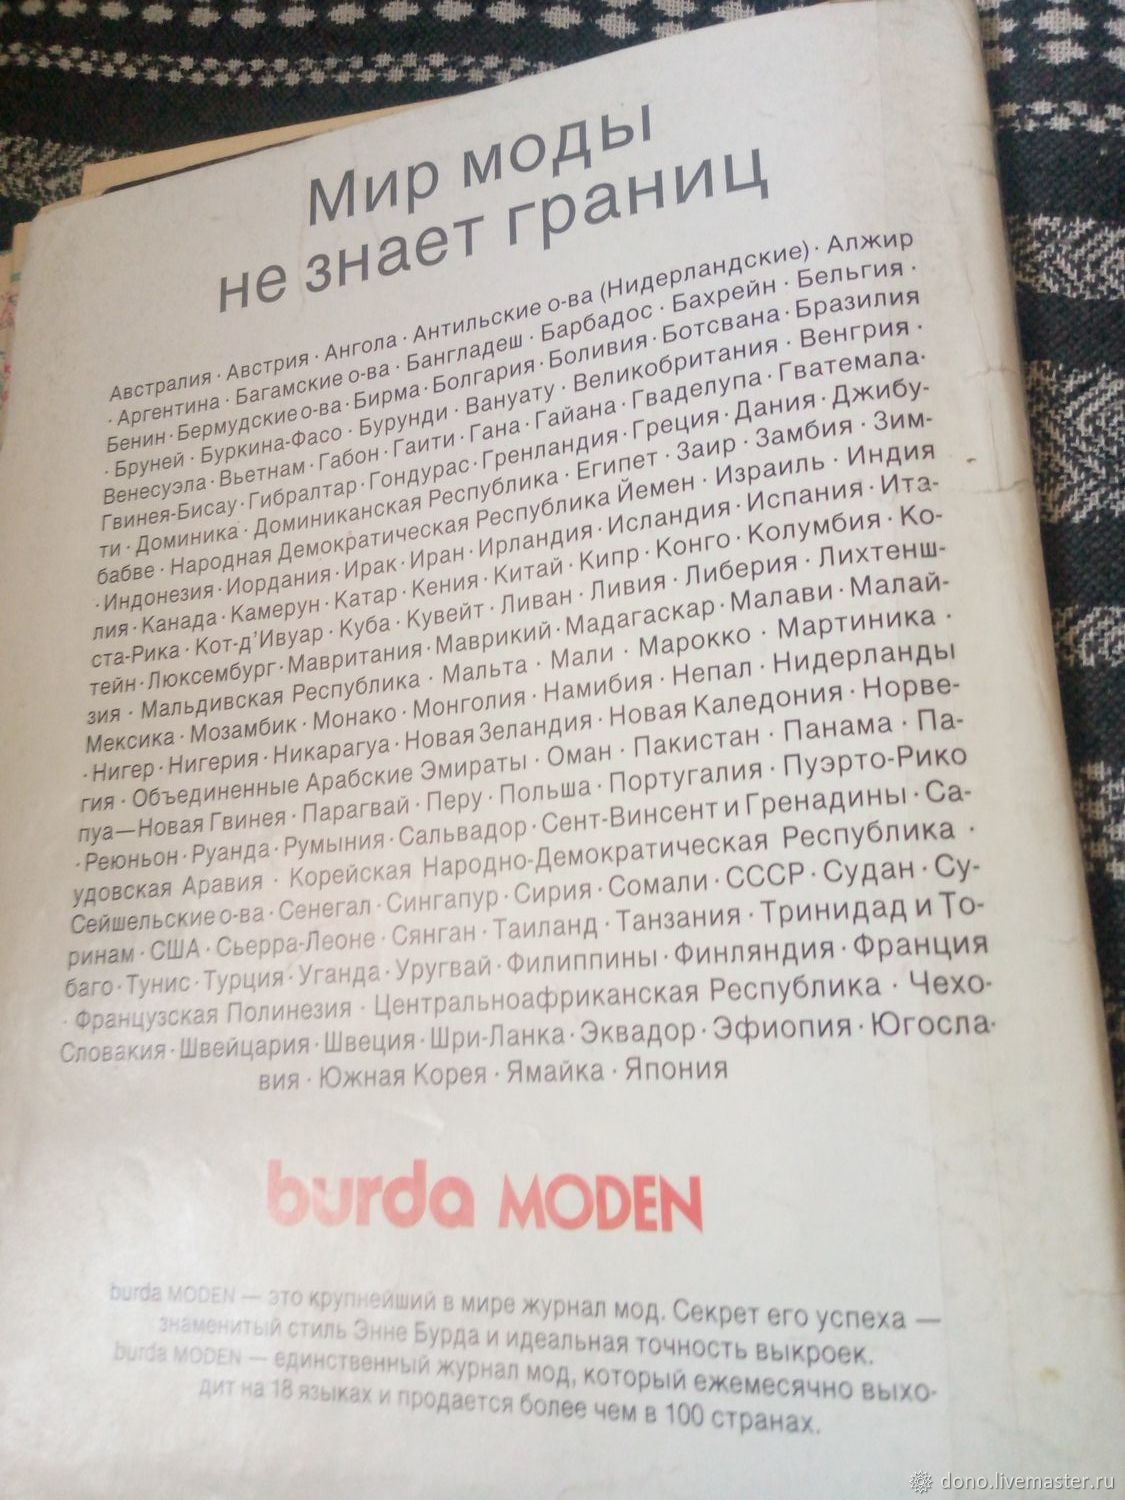 Мир моды
не знает границ
Австралия · Австрия · Ангола · Антильские о-ва (Нидерландские) · Алжир
· Аргентина · Багамские о-ва · Бангладеш · Барбадос · Бахрейн · Бельгия ·
Бенин · Бермудские о-ва · Бирма · Болгария · Боливия · Ботсвана · Бразилия
· Бруней · Буркина-Фасо · Бурунди · Вануату · Великобритания · Венгрия ·
Венесуэла · Вьетнам · Габон · Гаити · Гана · Гайана · Гваделупа · Гватемала ·
Гвинея-Бисау · Гибралтар · Гондурас · Гренландия · Греция · Дания · Джибу-
ти · Доминика · Доминиканская Республика · Египет · Заир · Замбия · Зим-
бабве · Народная Демократическая Республика Йемен · Израиль · Индия
· Индонезия · Иордания · Ирак · Иран · Ирландия · Исландия · Испания · Ита-
лия · Канада · Камерун · Катар · Кения · Китай · Кипр · Конго · Колумбия · Ко-
ста-Рика · Кот-д'Ивуар · Куба · Кувейт · Ливан · Ливия · Либерия · Лихтенш-
тейн · Люксембург · Мавритания · Маврикий · Мадагаскар · Малави · Малай-
зия · Мальдивская Республика · Мальта · Мали · Марокко · Мартиника ·
Мексика · Мозамбик · Монако · Монголия · Намибия · Непал · Нидерланды
· Нигер · Нигерия · Никарагуа · Новая Зеландия · Новая Каледония · Норве-
гия · Объединенные Арабские Эмираты · Оман · Пакистан · Панама · Па-
пуа—Новая Гвинея · Парагвай · Перу · Польша · Португалия · Пуэрто-Рико
· Реюньон · Руанда · Румыния · Сальвадор · Сент-Винсент и Гренадины · Са-
удовская Аравия · Корейская Народно-Демократическая Республика ·
Сейшельские о-ва · Сенегал · Сингапур · Сирия · Сомали · СССР · Судан · Су-
ринам · США · Сьерра-Леоне · Сянган · Таиланд · Танзания · Тринидад и То-
баго · Тунис · Турция · Уганда · Уругвай · Филиппины · Финляндия · Франция
· Французская Полинезия · Центральноафриканская Республика · Чехо-
Словакия · Швейцария · Швеция · Шри-Ланка · Эквадор · Эфиопия · Югосла-
вия · Южная Корея · Ямайка · Япония
burda MODEN
burda MODEN — это крупнейший в мире журнал мод. Секрет его успеха —
знаменитый стиль Энне Бурда и идеальная точность выкроек.
burda MODEN — единственный журнал мод, который ежемесячно выхо-
дит на 18 языках и продается более чем в 100 странах.
dono.livemaster.ru